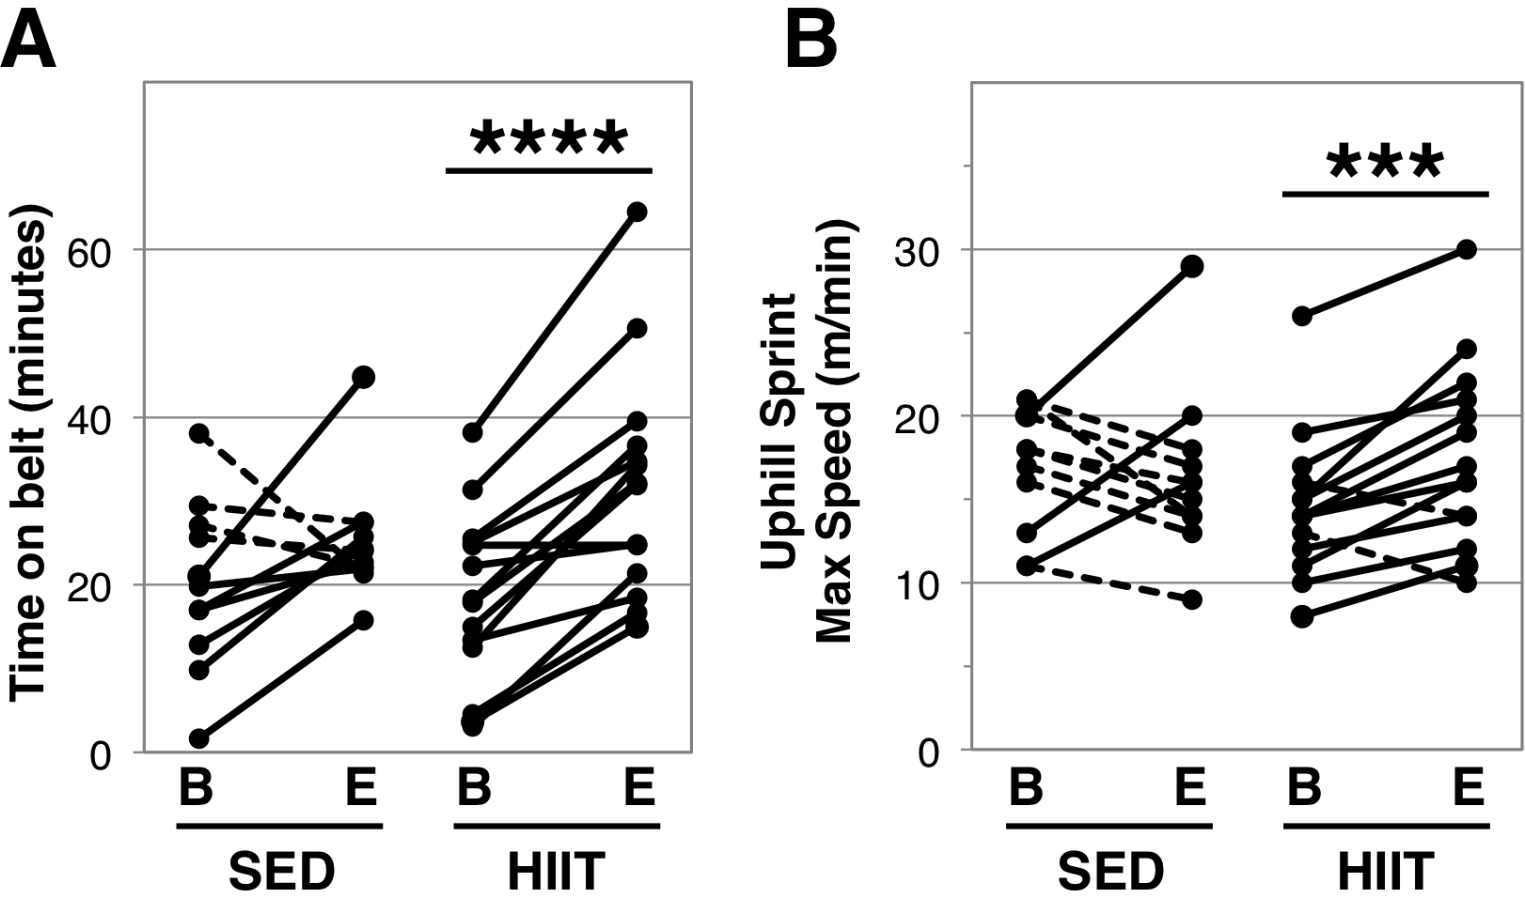 A
Time on belt (minutes)
60
40
20
0
****
B E B E
SED HIIT
B
Uphill Sprint
Max Speed (m/min)
30
20
10
0
***
B E B E
SED HIIT